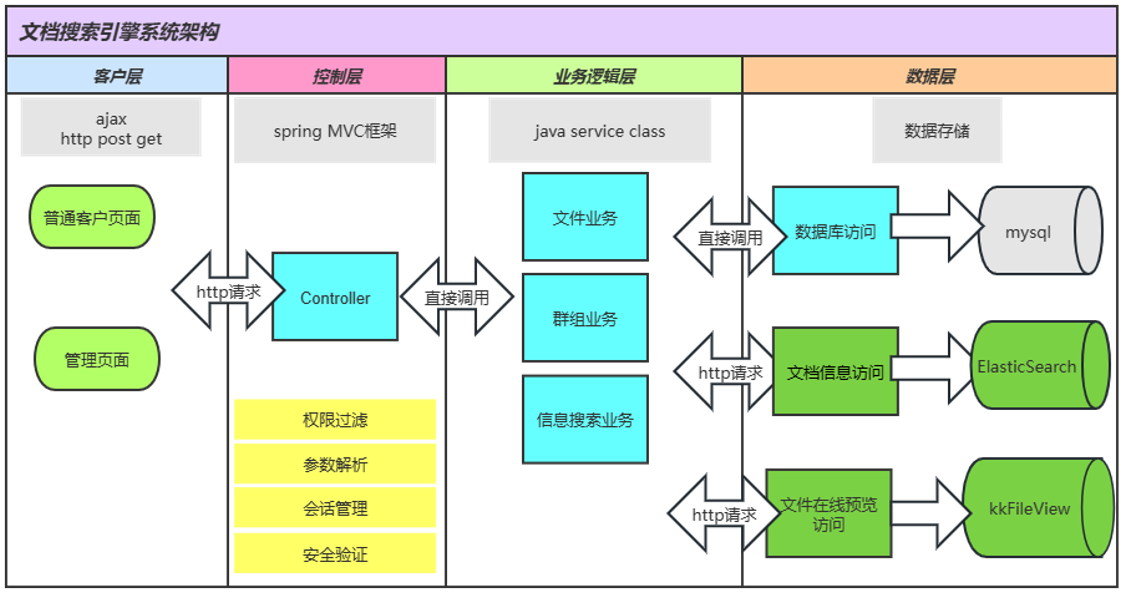 文档搜索引擎系统架构
客户层
控制层
业务逻辑层
数据层
ajax
http post get
spring MVC框架
java service class
数据存储
普通客户页面
管理页面
http请求
Controller
直接调用
权限过滤
参数解析
会话管理
安全验证
文件业务
群组业务
信息搜索业务
直接调用
数据库访问
mysql
http请求
文档信息访问
ElasticSearch
http请求
文件在线预览
访问
kkFileView